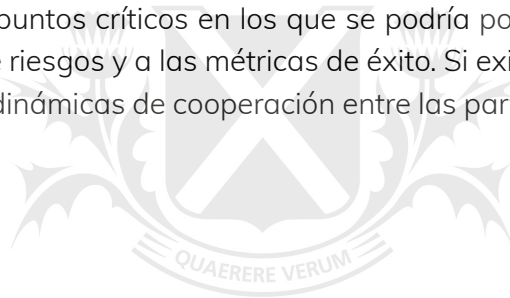 puntos críticos en los que se podría po
riesgos y a las métricas de éxito. Si exi
dinámicas de cooperación entre las par
QUAERERE VERUM